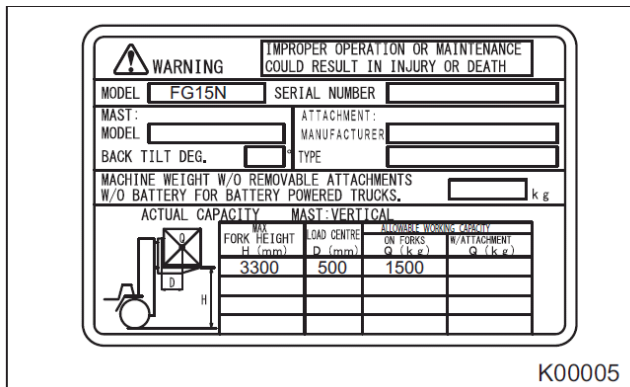 WARNING
IMPROPER OPERATION OR MAINTENANCE
COULD RESULT IN INJURY OR DEATH
MODEL FG15N SERIAL NUMBER
MAST:
MODEL
BACK TILT DEG. °
ATTACHMENT:
MANUFACTURER
TYPE
MACHINE WEIGHT W/O REMOVABLE ATTACHMENTS
W/O BATTERY FOR BATTERY POWERED TRUCKS. kg
ACTUAL CAPACITY MAST:VERTICAL
MAX
FORK HEIGHT
H (mm)
LOAD CENTRE
D (mm)
ALLOWABLE WORKING CAPACITY
ON FORKS
Q (kg)
W/ATTACHMENT
Q (kg)
3300 500 1500
Q
D
H
K00005